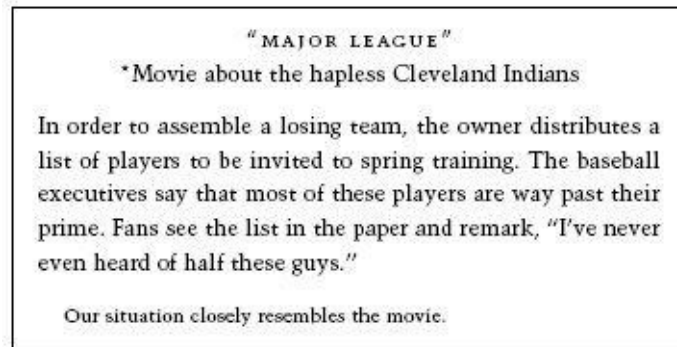 "MAJOR LEAGUE"
*Movie about the hapless Cleveland Indians
In order to assemble a losing team, the owner distributes a
list of players to be invited to spring training. The baseball
executives say that most of these players are way past their
prime. Fans see the list in the paper and remark, "I've never
even heard of half these guys."
Our situation closely resembles the movie.